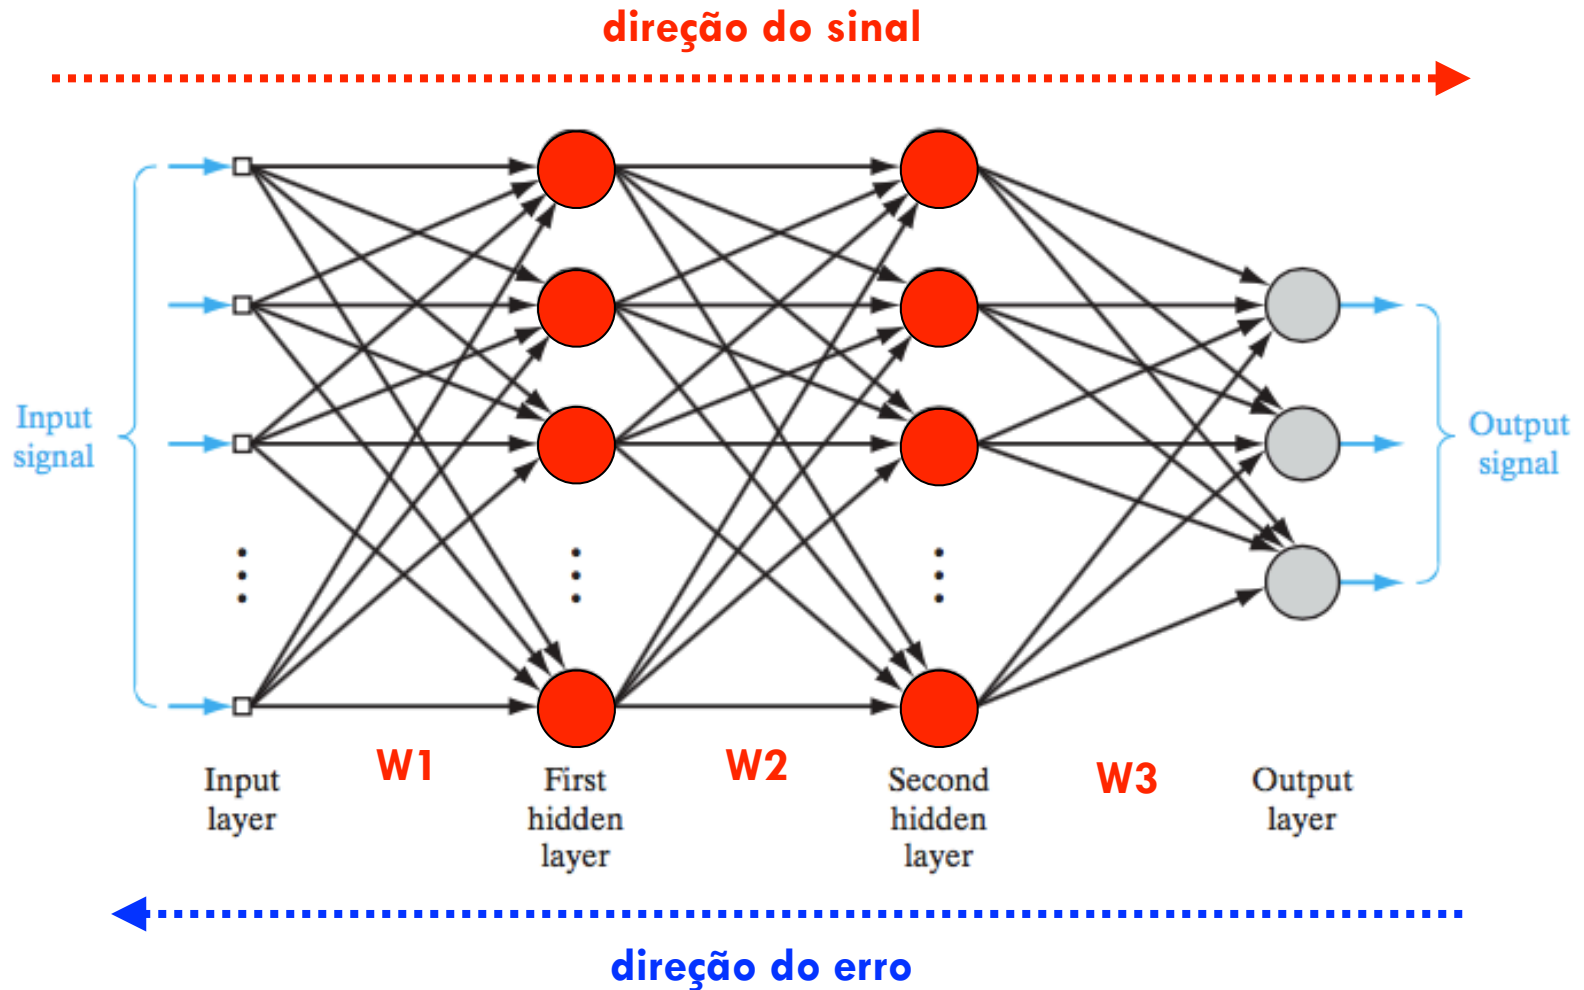 direção do sinal
Input
signal
Output
signal
W1
W2
W3
Input
layer
First
hidden
layer
Second
hidden
layer
Output
layer
direção do erro